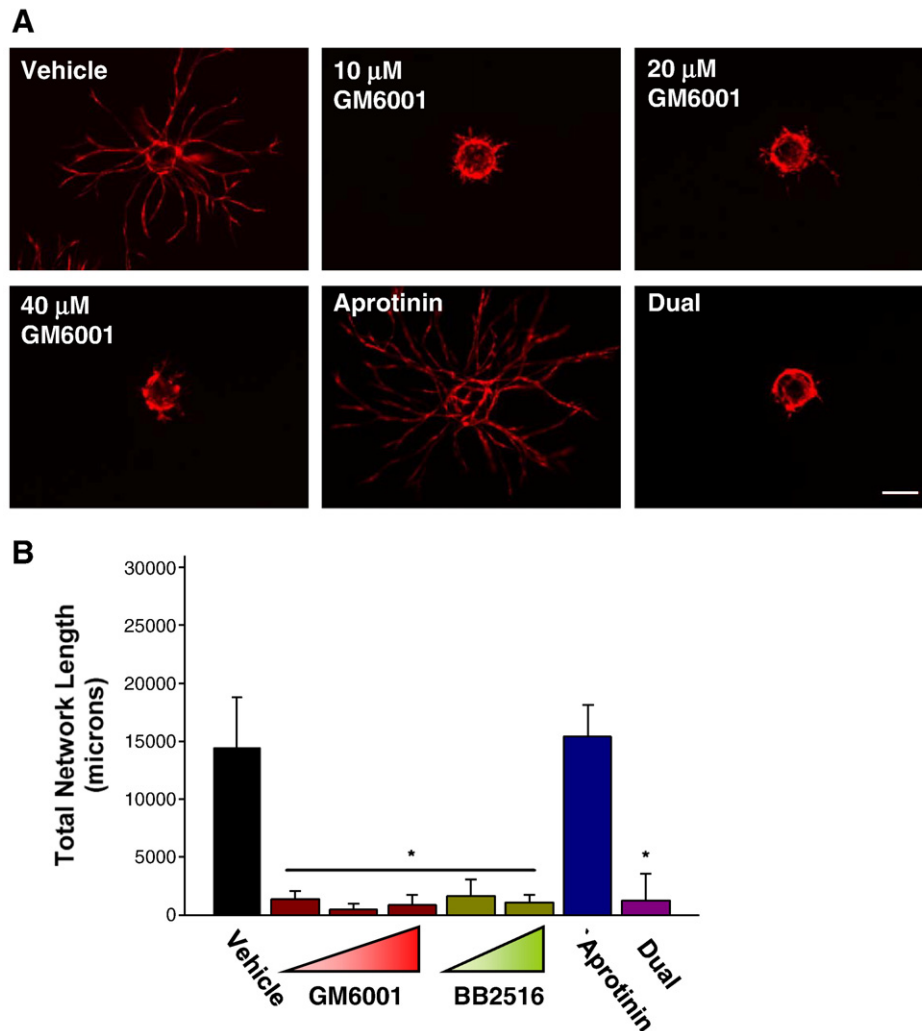 A
Vehicle
10 μM
GM6001
20 μM
GM6001
40 μM
GM6001
Aprotinin
Dual
B
Total Network Length
(microns)
30000
25000
20000
15000
10000
5000
0
*
*
Vehicle
GM6001
BB2516
`Aprotinin
Dual